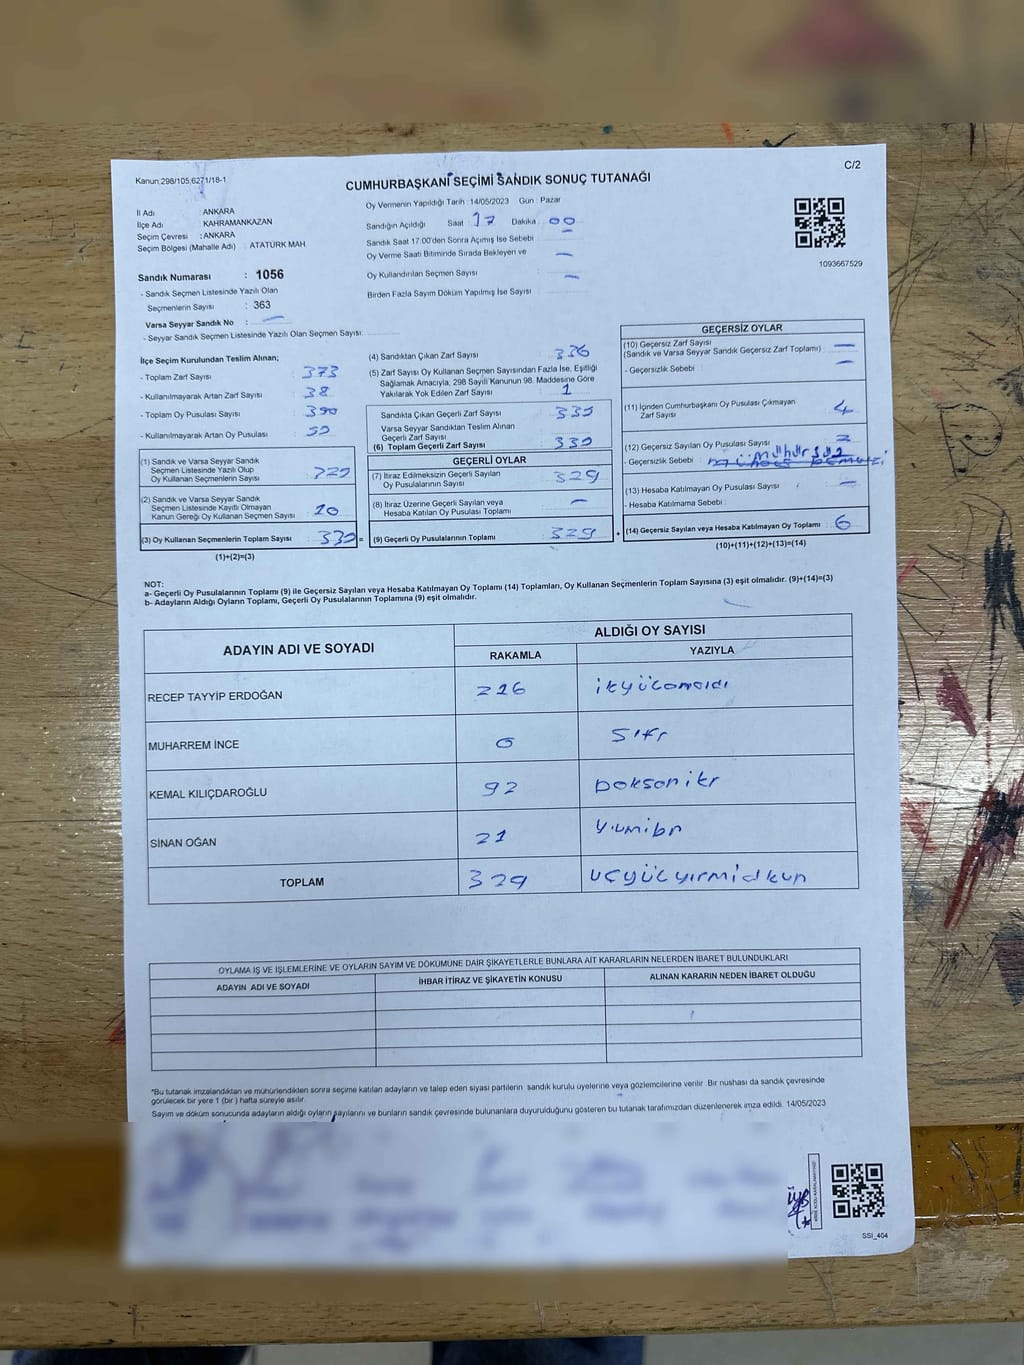 Kanun 298/105,6271/18-1
C/2
CUMHURBAŞKANI SEÇİMİ SANDIK SONUÇ TUTANAĞI
İl Adı : ANKARA
İlçe Adı : KAHRAMANKAZAN
Seçim Çevresi : ANKARA
Seçim Bölgesi (Mahalle Adı) : ATATÜRK MAH.
Sandık Numarası : 1056
- Sandık Seçmen Listesinde Yazılı Olan
Seçmenlerin Sayısı : 363
Varsa Seyyar Sandık No : —
- Seyyar Sandık Seçmen Listesinde Yazılı Olan Seçmen Sayısı:
Oy Vermenin Yapıldığı Tarih : 14/05/2023 Gün : Pazar
Sandığın Açıldığı Saat 17 Dakika 00
Sandık Saat 17.00'den Sonra Açımış İse Sebebi —
Oy Verme Saati Bitiminde Sırada Bekleyen ve
Oy Kullandırılan Seçmen Sayısı —
Birden Fazla Sayım Döküm Yapılmış İse Sayısı —
1093667529
İlçe Seçim Kurulundan Teslim Alınan;
- Toplam Zarf Sayısı : 373
- Kullanılmayarak Artan Zarf Sayısı : 38
- Toplam Oy Pusulası Sayısı :
- Kullanılmayarak Artan Oy Pusulası :
(1) Sandık ve Varsa Seyyar Sandık
Seçmen Listesinde Yazılı Olup
Oy Kullanan Seçmenlerin Sayısı :
(2) Sandık ve Varsa Seyyar Sandık
Seçmen Listesinde Kayıtlı Olmayan
Kanun Gereği Oy Kullanan Seçmen Sayısı : 10
(3) Oy Kullanan Seçmenlerin Toplam Sayısı :
(1)+(2)=(3)
(4) Sandıktan Çıkan Zarf Sayısı : 336
(5) Zarf Sayısı Oy Kullanan Seçmen Sayısından Fazla İse, Eşitliği
Sağlamak Amacıyla, 298 Sayılı Kanunun 98. Maddesine Göre
Yakılarak Yok Edilen Zarf Sayısı : 1
Sandıkta Çıkan Geçerli Zarf Sayısı :
Varsa Seyyar Sandıktan Teslim Alınan
Geçerli Zarf Sayısı :
(6) Toplam Geçerli Zarf Sayısı :
GEÇERLİ OYLAR
(7) İtiraz Edilmeksizin Geçerli Sayılan
Oy Pusulalarının Sayısı : 329
(8) İtiraz Üzerine Geçerli Sayılan veya
Hesaba Katılan Oy Pusulası Toplamı : —
(9) Geçerli Oy Pusulalarının Toplamı : 329
GEÇERSİZ OYLAR
(10) Geçersiz Zarf Sayısı
(Sandık ve Varsa Seyyar Sandık Geçersiz Zarf Toplamı) : —
- Geçersizlik Sebebi : —
(11) İçinden Cumhurbaşkanı Oy Pusulası Çıkmayan
Zarf Sayısı : 4
(12) Geçersiz Sayılan Oy Pusulası Sayısı : 2
- Geçersizlik Sebebi : mühürsüz
(13) Hesaba Katılmayan Oy Pusulası Sayısı : —
- Hesaba Katılmama Sebebi :
(14) Geçersiz Sayılan veya Hesaba Katılmayan Oy Toplamı : 6
(10)+(11)+(12)+(13)=(14)
NOT:
a- Geçerli Oy Pusulalarının Toplamı (9) ile Geçersiz Sayılan veya Hesaba Katılmayan Oy Toplamı (14) Toplamları, Oy Kullanan Seçmenlerin Toplam Sayısına (3) eşit olmalıdır. (9)+(14)=(3)
b- Adayların Aldığı Oyların Toplamı, Geçerli Oy Pusulalarının Toplamına (9) eşit olmalıdır.
ADAYIN ADI VE SOYADI
ALDIĞI OY SAYISI
RAKAMLA YAZIYLA
RECEP TAYYİP ERDOĞAN 216 ikiyüzonaltı
MUHARREM İNCE 0 Sıfır
KEMAL KILIÇDAROĞLU 92 Doksaniki
SİNAN OĞAN 21
TOPLAM 329
OYLAMA İŞ VE İŞLEMLERİNE VE OYLARIN SAYIM VE DÖKÜMÜNE DAİR ŞİKAYETLERLE BUNLARA AİT KARARLARIN NELERDEN İBARET BULUNDUKLARI
ADAYIN ADI VE SOYADI İHBAR İTİRAZ VE ŞİKAYETİN KONUSU ALINAN KARARIN NEDEN İBARET OLDUĞU
*Bu tutanak imzalandıktan ve mühürlendikten sonra seçime katılan adayların ve talep eden siyasi partilerin sandık kurulu üyelerine veya gözlemcilerine verilir. Bir nüshası da sandık çevresinde
görülecek bir yere 1 (bir) hafta süreyle asılır.
Sayım ve döküm sonucunda adayların aldığı oyların sayılarını ve bunların sandık çevresinde bulunanlara duyurulduğunu gösteren bu tutanak tarafımızdan düzenlenerek imza edildi. 14/05/2023
SSI_404